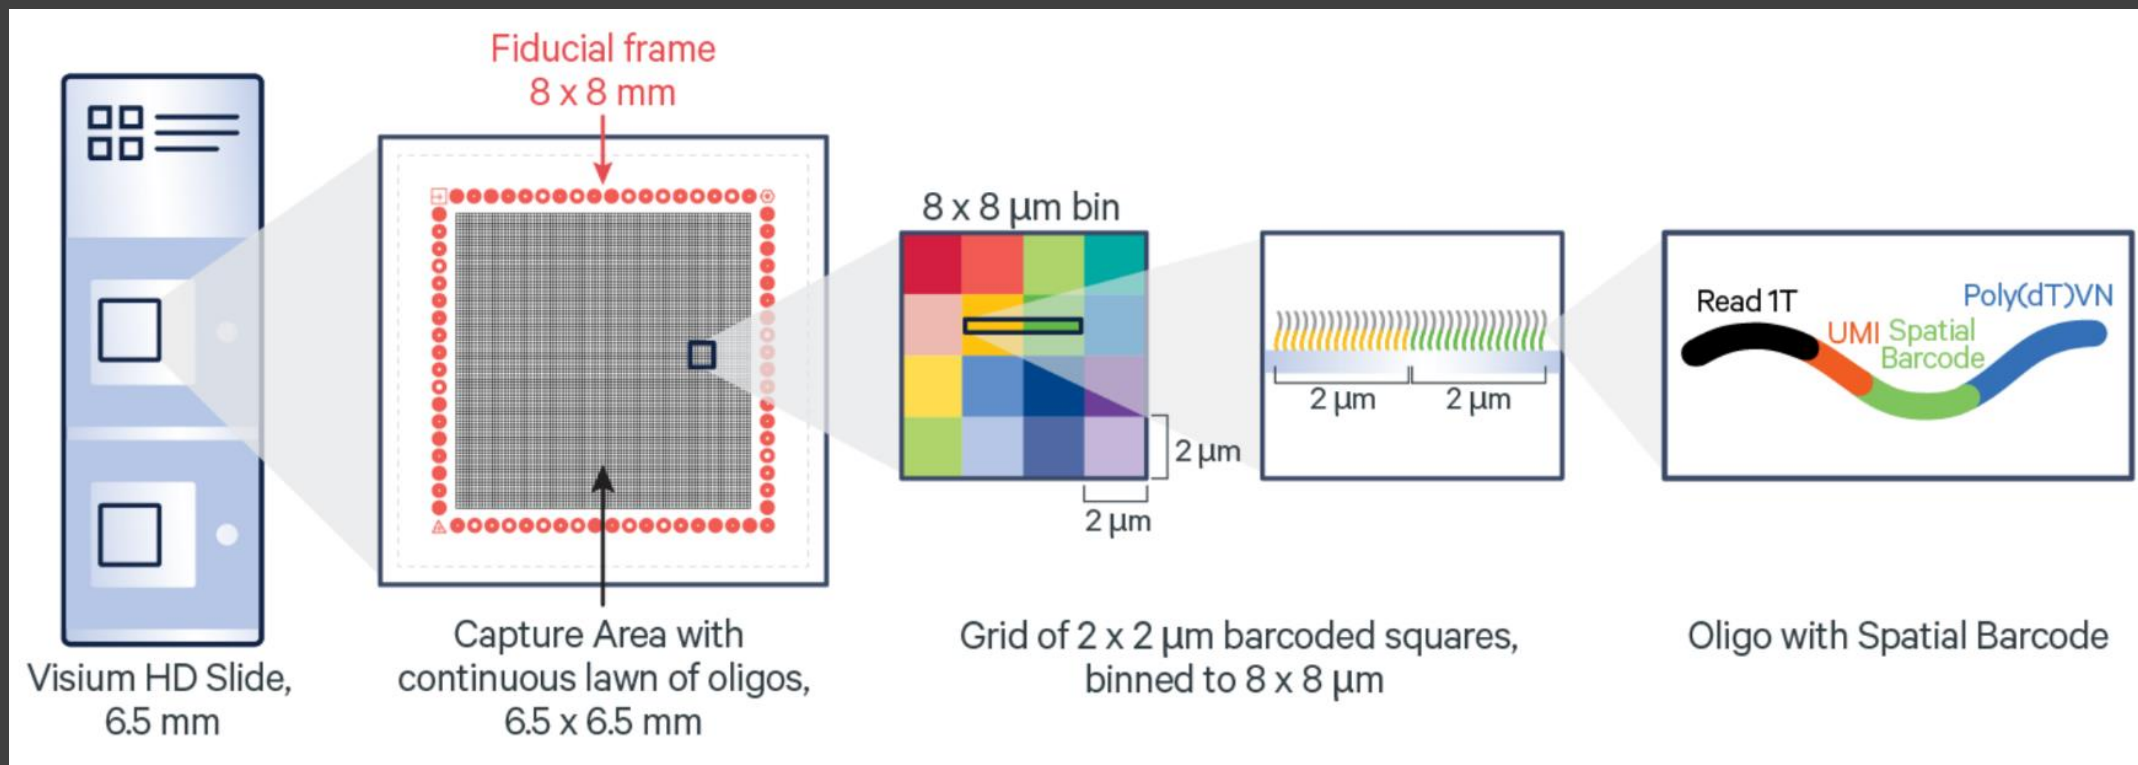 Fiducial frame
8 x 8 mm
8 x 8 µm bin
2 µm
2 µm
2 µm
2 µm
Read 1T
UMI
Spatial
Barcode
Poly(dT)VN
Visium HD Slide,
6.5 mm
Capture Area with
continuous lawn of oligos,
6.5 x 6.5 mm
Grid of 2 x 2 µm barcoded squares,
binned to 8 x 8 µm
Oligo with Spatial Barcode